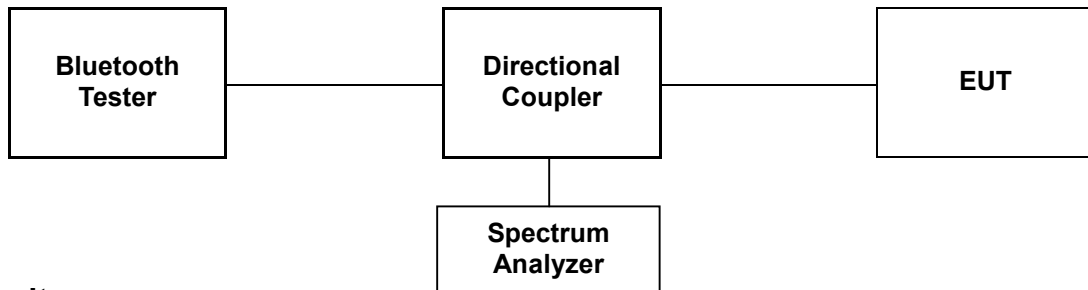 Bluetooth
Tester
Directional
Coupler
EUT
Spectrum
Analyzer